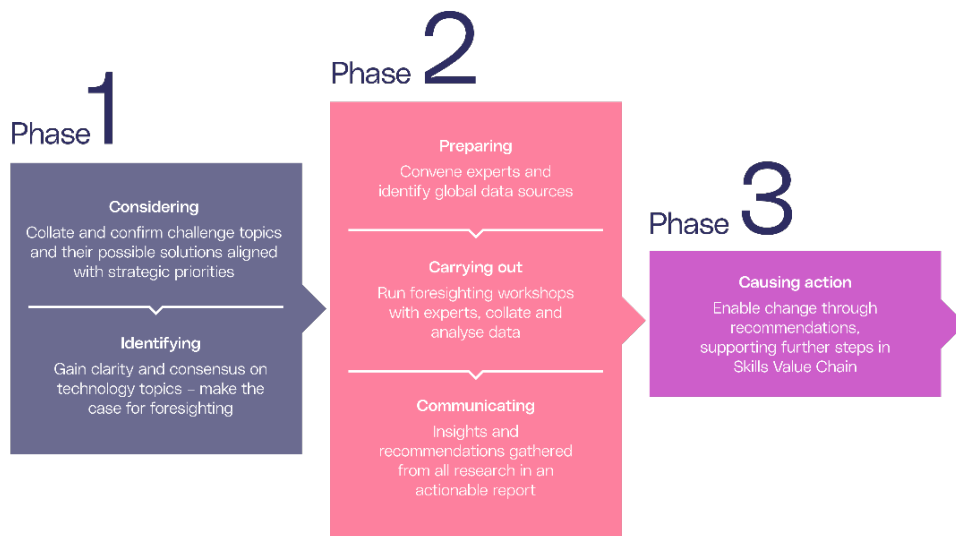 Phase 1
Considering
Collate and confirm challenge topics
and their possible solutions aligned
with strategic priorities
Identifying
Gain clarity and consensus on
technology topics – make the
case for foresighting
Phase 2
Preparing
Convene experts and
identify global data sources
Carrying out
Run foresighting workshops
with experts, collate and
analyse data
Communicating
Insights and
recommendations gathered
from all research in an
actionable report
Phase 3
Causing action
Enable change through
recommendations,
supporting further steps in
Skills Value Chain